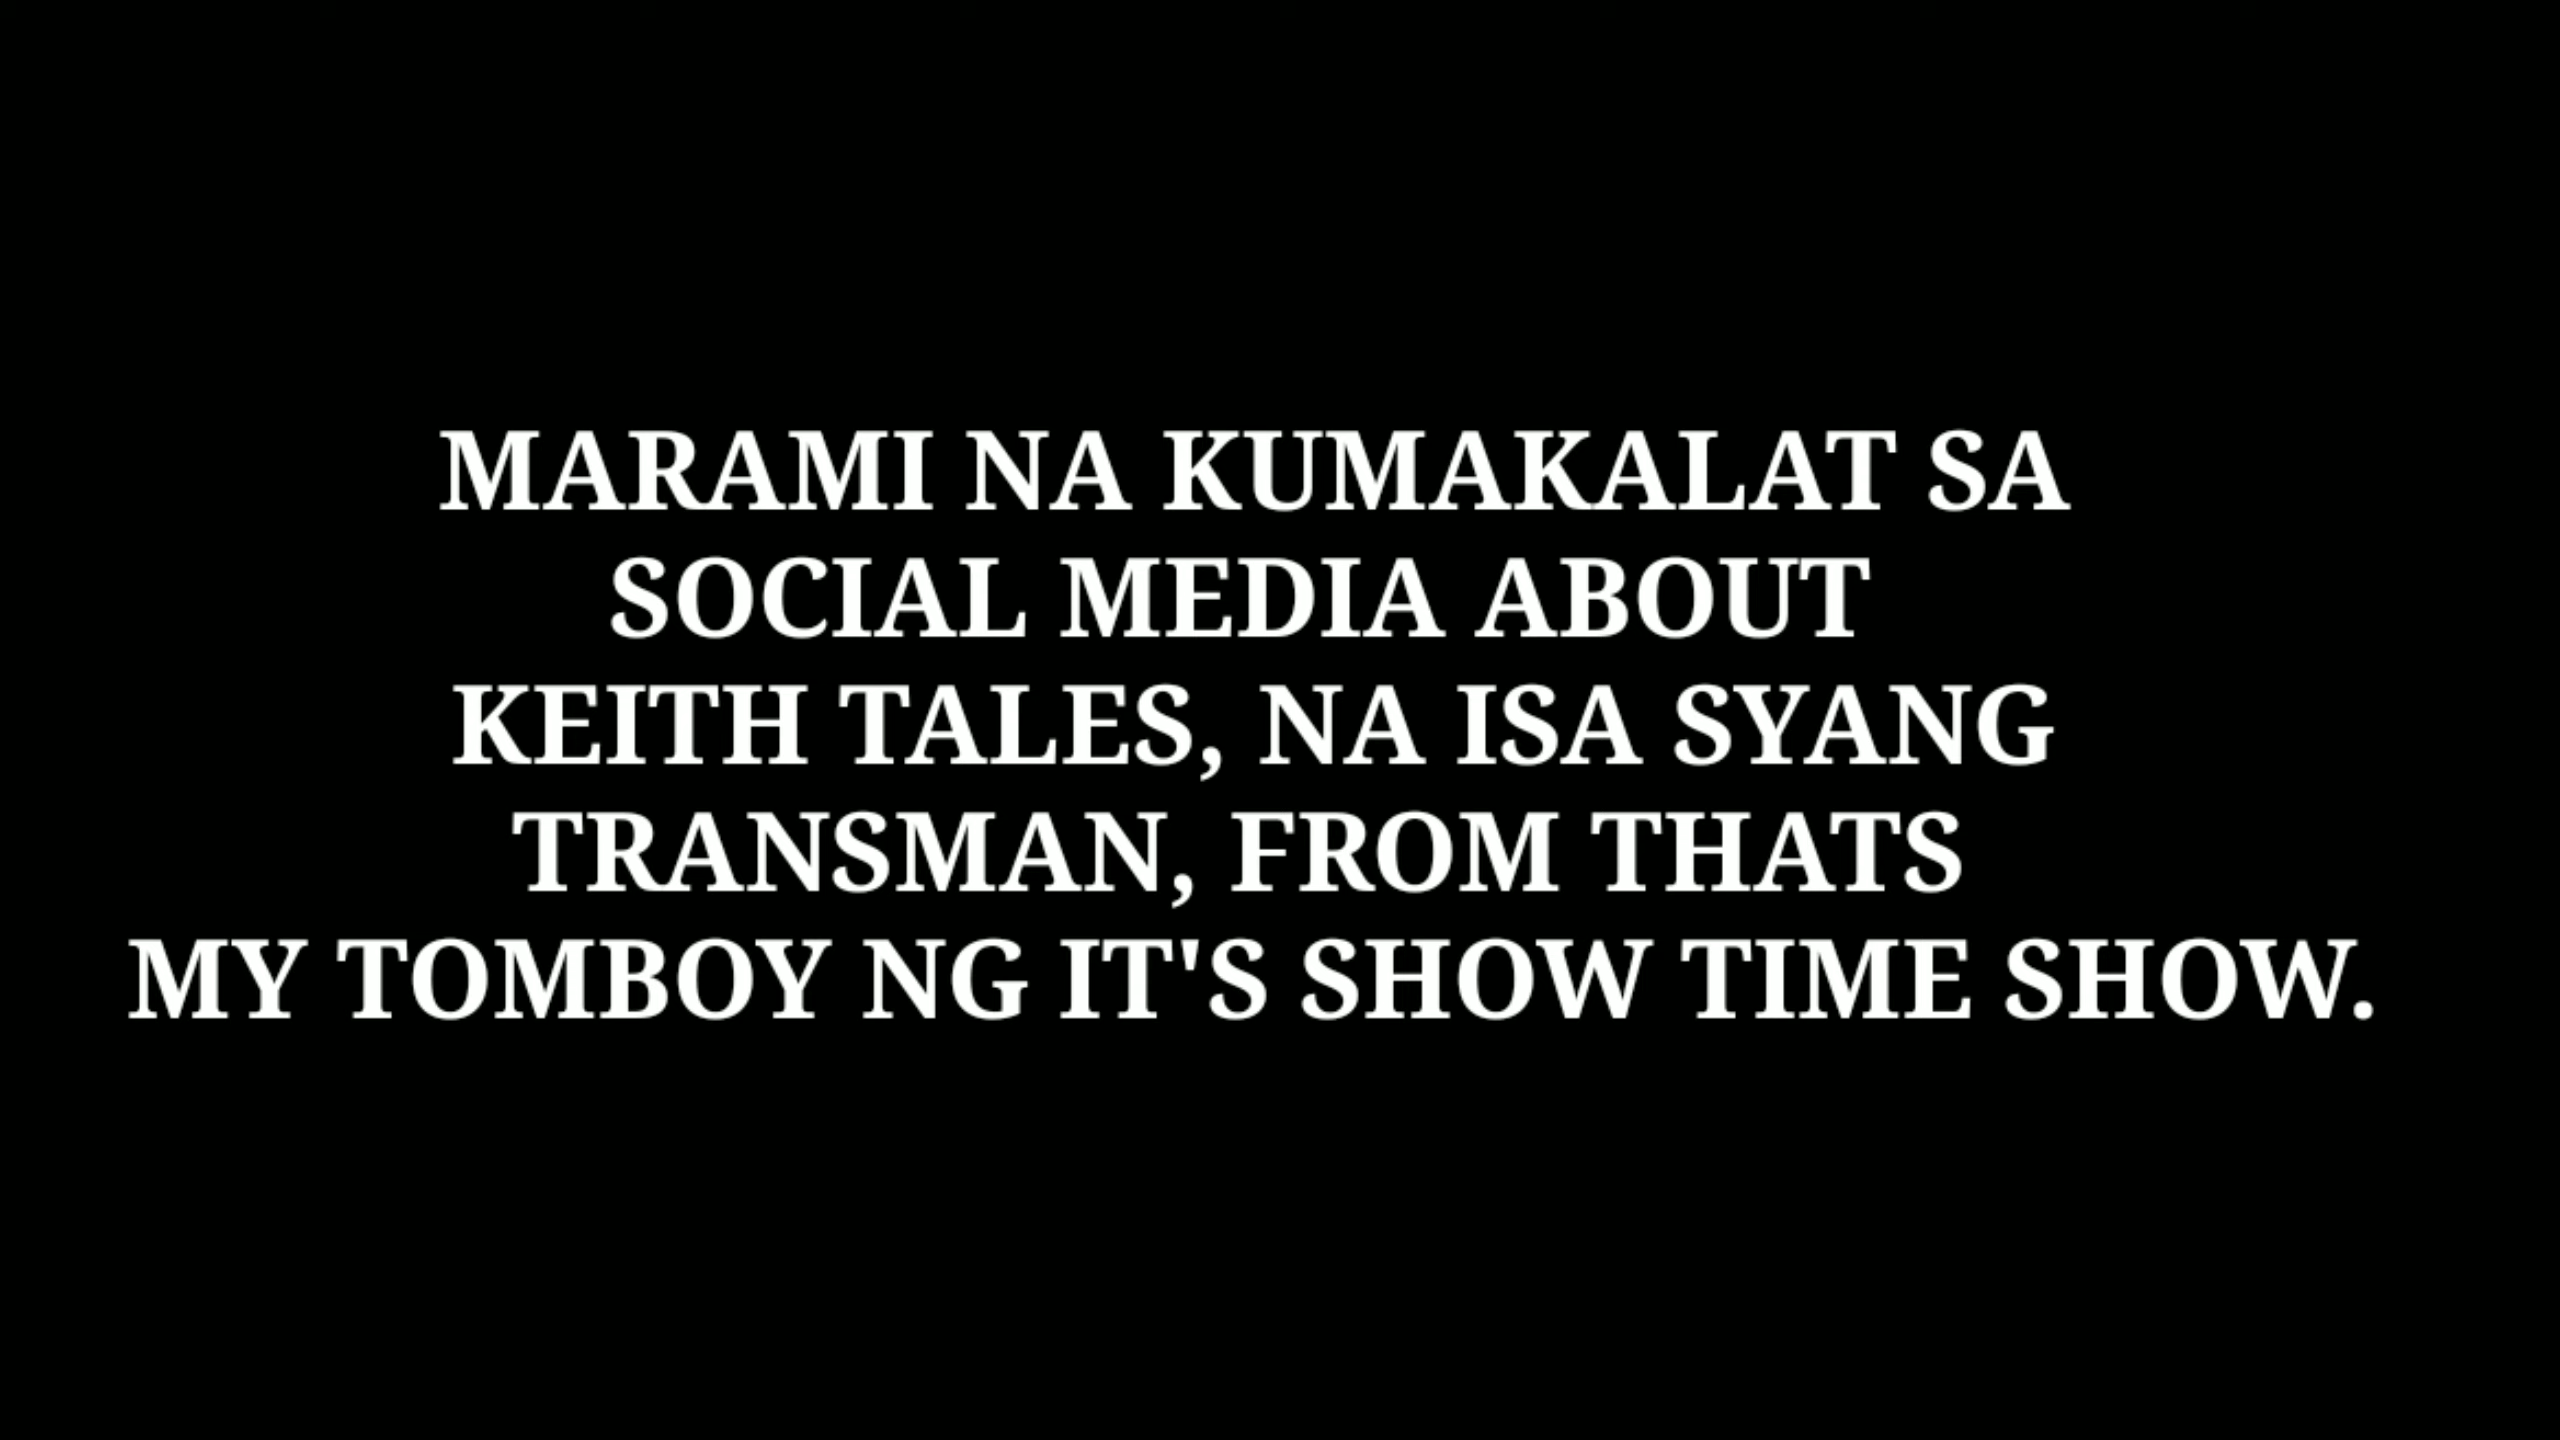 MARAMI NA KUMAKALAT SA
SOCIAL MEDIA ABOUT
KEITH TALES, NA ISA SYANG
TRANSMAN, FROM THATS
MY TOMBOY NG IT'S SHOW TIME SHOW.